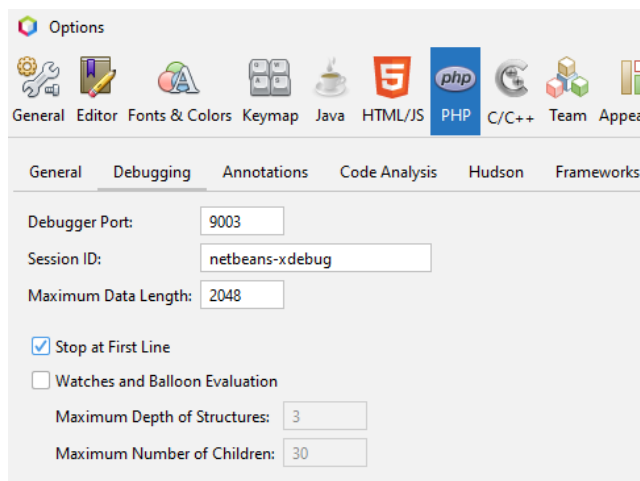 Options
General Editor Fonts & Colors Keymap Java HTML/JS php PHP C/C++ Team
General Debugging Annotations Code Analysis Hudson Frameworks
Debugger Port: 9003
Session ID: netbeans-xdebug
Maximum Data Length: 2048
Stop at First Line
Watches and Balloon Evaluation
Maximum Depth of Structures: 3
Maximum Number of Children: 30